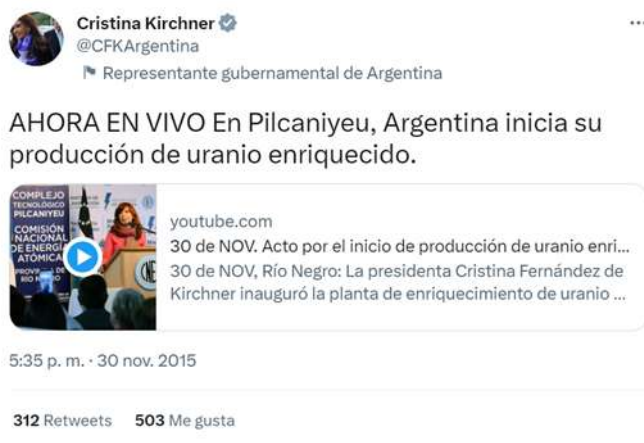 Cristina Kirchner
@CFKArgentina
Representante gubernamental de Argentina
AHORA EN VIVO En Pilcaniyeu, Argentina inicia su
producción de uranio enriquecido.
COMPLEJO
TECNOLÓGICO
PILCANIYEU
COMISIÓN
NACIONAL
DE ENERGÍA
ATÓMICA
youtube.com
30 de NOV. Acto por el inicio de producción de uranio enri...
30 de NOV, Río Negro: La presidenta Cristina Fernández de
Kirchner inauguró la planta de enriquecimiento de uranio ...
5:35 p. m. · 30 nov. 2015
312 Retweets 503 Me gusta